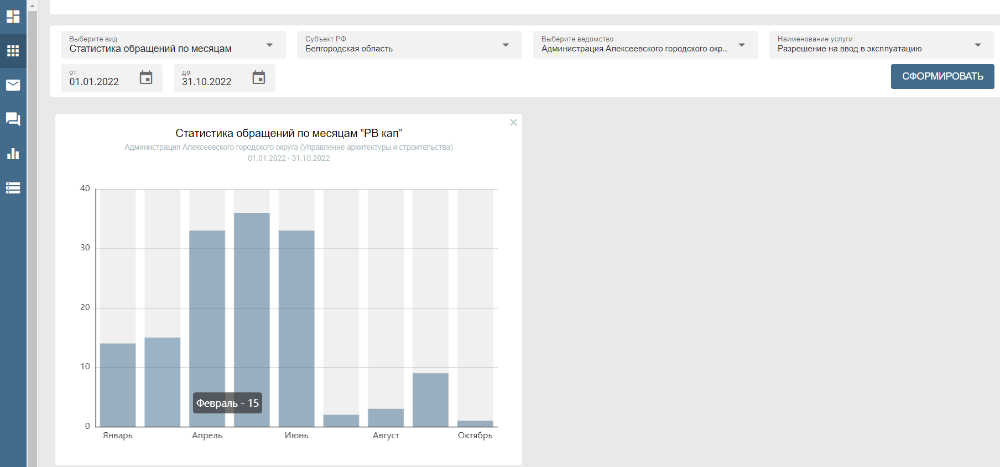 Выберите вид
Статистика обращений по месяцам
Субъект РФ
Белгородская область
Выберите ведомство
Администрация Алексеевского городского окр...
Наименование услуги
Разрешение на ввод в эксплуатацию
от
01.01.2022
до
31.10.2022
СФОРМИРОВАТЬ
Статистика обращений по месяцам "РВ кап"
Администрация Алексеевского городского округа (Управление архитектуры и строительства)
01.01.2022 - 31.10.2022
40
30
20
10
0
Февраль - 15
Январь
Апрель
Июнь
Август
Октябрь